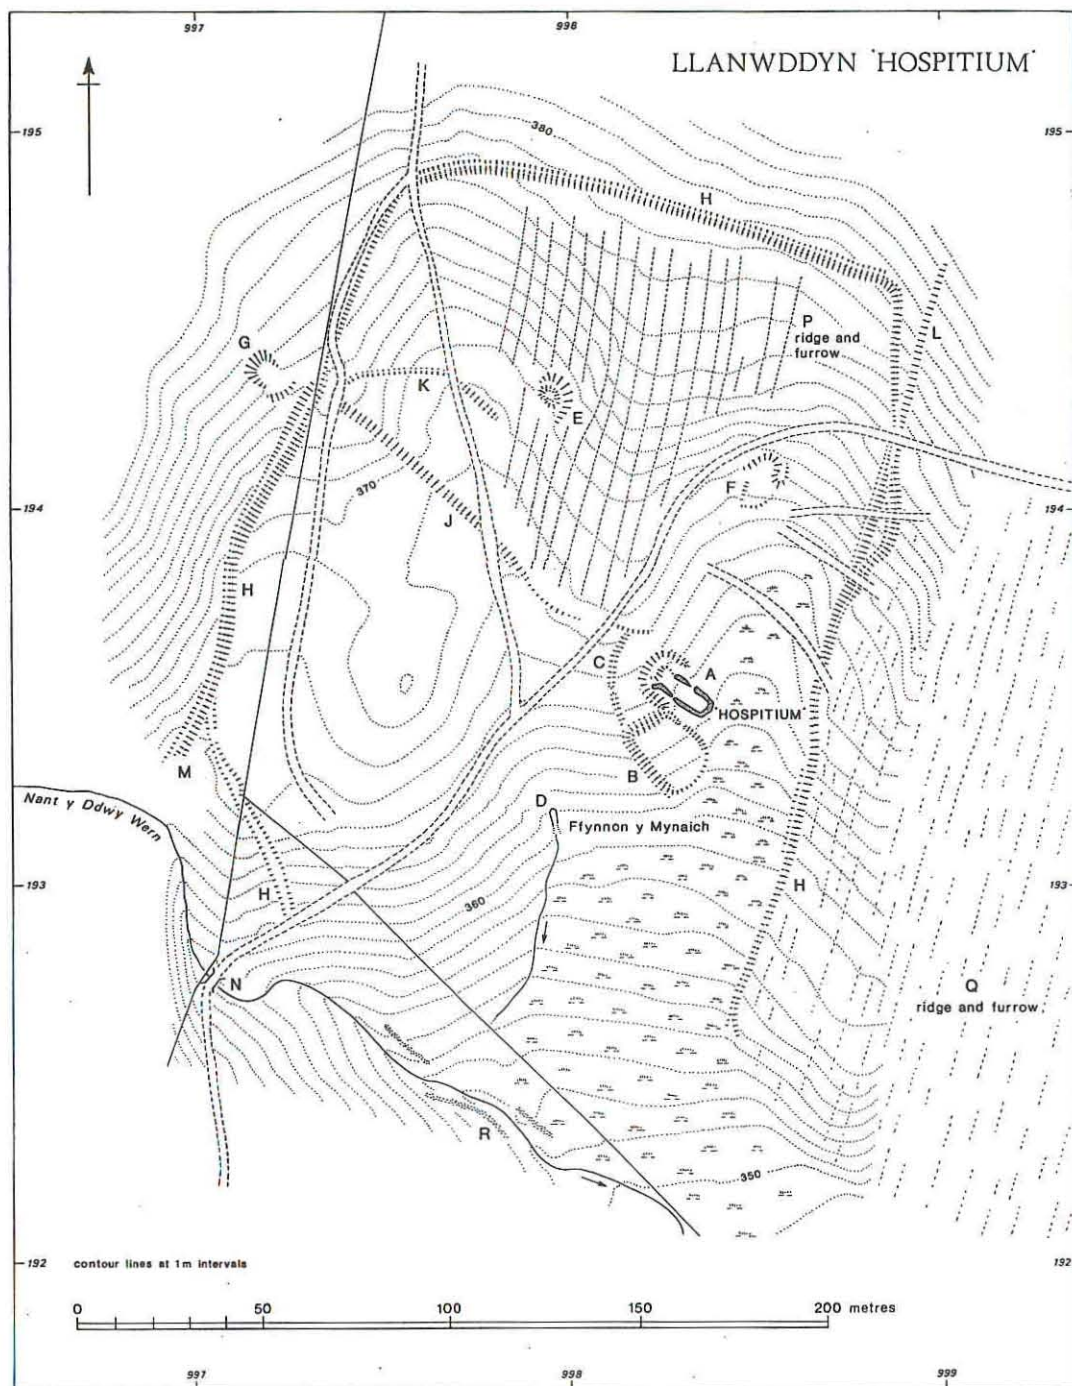 997
998
LLANWDDYN 'HOSPITIUM'
195
380
195
H
P
ridge and
furrow
L
G
K
E
370
F
194
J
194
H
C
A
HOSPITIUM
M
B
D
Nant y Ddwy Wern
Ffynnon y Mynaich
193
H
360
H
193
N
Q
ridge and furrow
R
350
192
contour lines at 1m intervals
192
0
50
100
150
200 metres
997
998
999